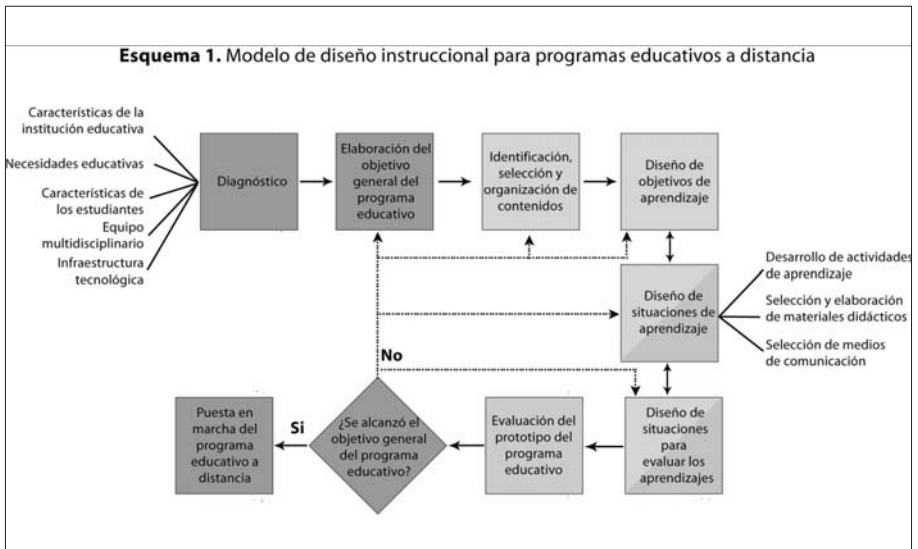 Esquema 1. Modelo de diseño instruccional para programas educativos a distancia
Características de la
institución educativa
Necesidades educativas
Características de
los estudiantes
Equipo
multidisciplinario
Infraestructura
tecnológica
Diagnóstico
Elaboración del
objetivo
general del
programa
educativo
Identificación,
selección y
organización de
contenidos
Diseño de
objetivos de
aprendizaje
Diseño de
situaciones de
aprendizaje
Desarrollo de actividades
de aprendizaje
Selección y elaboración
de materiales didácticos
Selección de medios
de comunicación
No
Puesta en
marcha del
programa
educativo a
distancia
Si
¿Se alcanzó el
objetivo general
del programa
educativo?
Evaluación del
prototipo del
programa
educativo
Diseño de
situaciones
para
evaluar los
aprendizajes